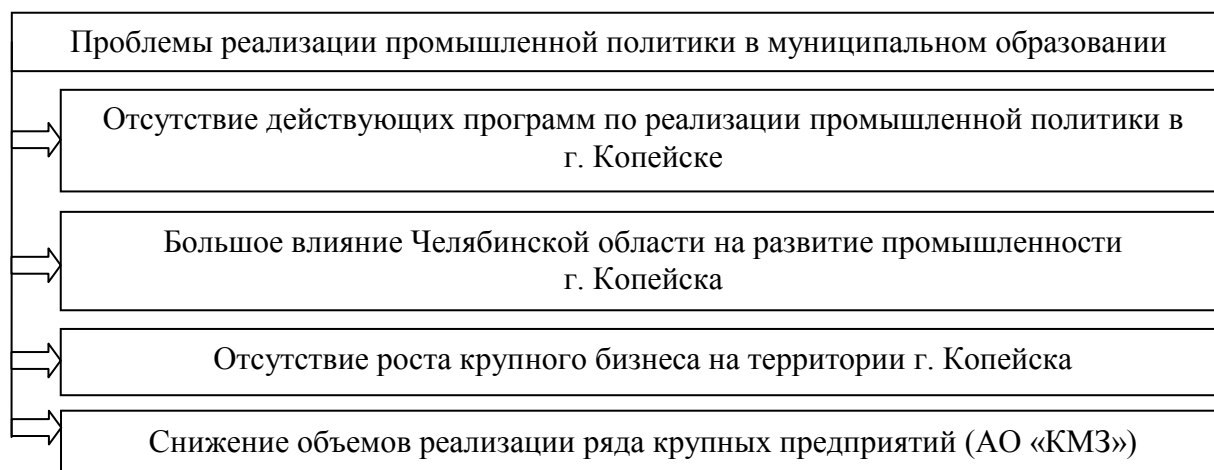 Проблемы реализации промышленной политики в муниципальном образовании
Отсутствие действующих программ по реализации промышленной политики в
г. Копейске
Большое влияние Челябинской области на развитие промышленности
г. Копейска
Отсутствие роста крупного бизнеса на территории г. Копейска
Снижение объемов реализации ряда крупных предприятий (АО «КМЗ»)